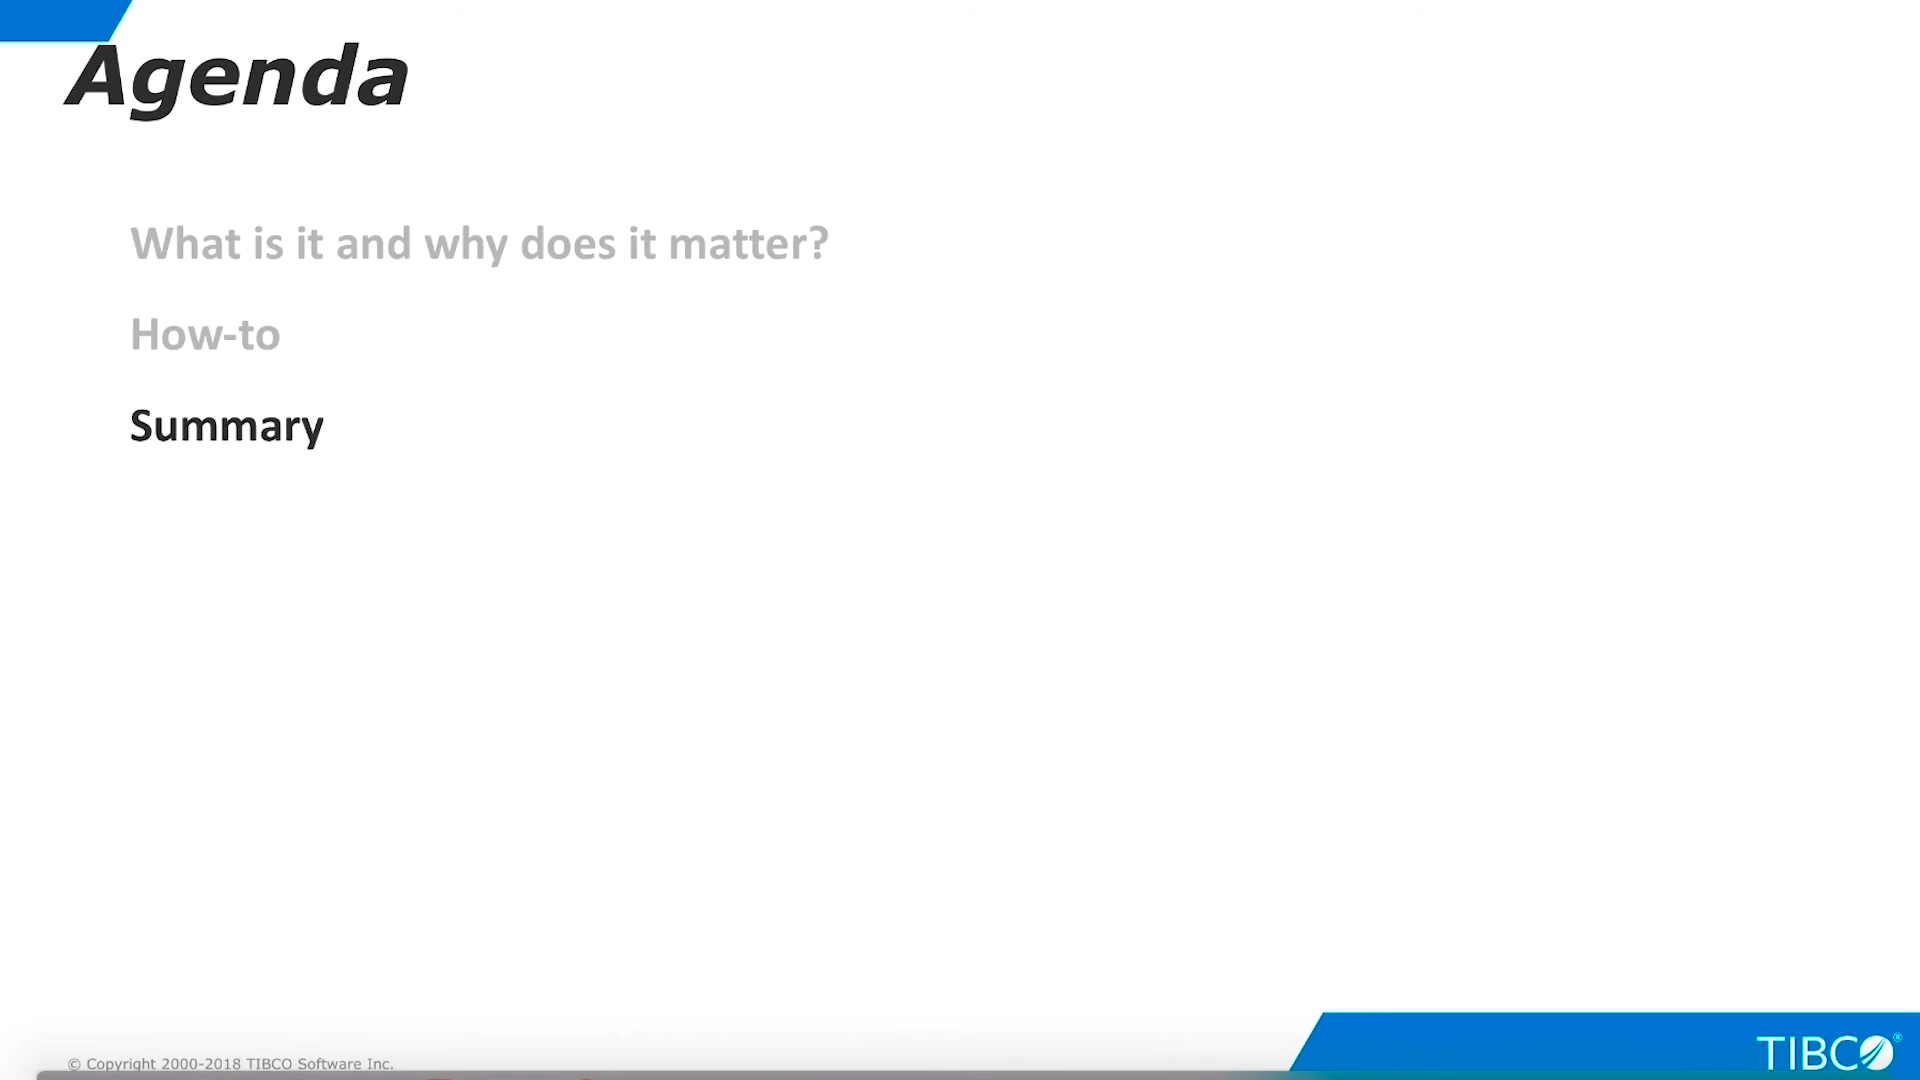 Agenda
What is it and why does it matter?
How-to
Summary
© Copyright 2000-2018 TIBCO Software Inc.
TIBCO®